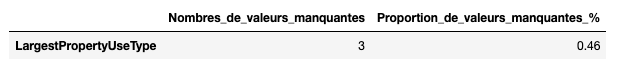 Nombres_de_valeurs_manquantes Proportion_de_valeurs_manquantes_%
LargestPropertyUseType 3 0.46